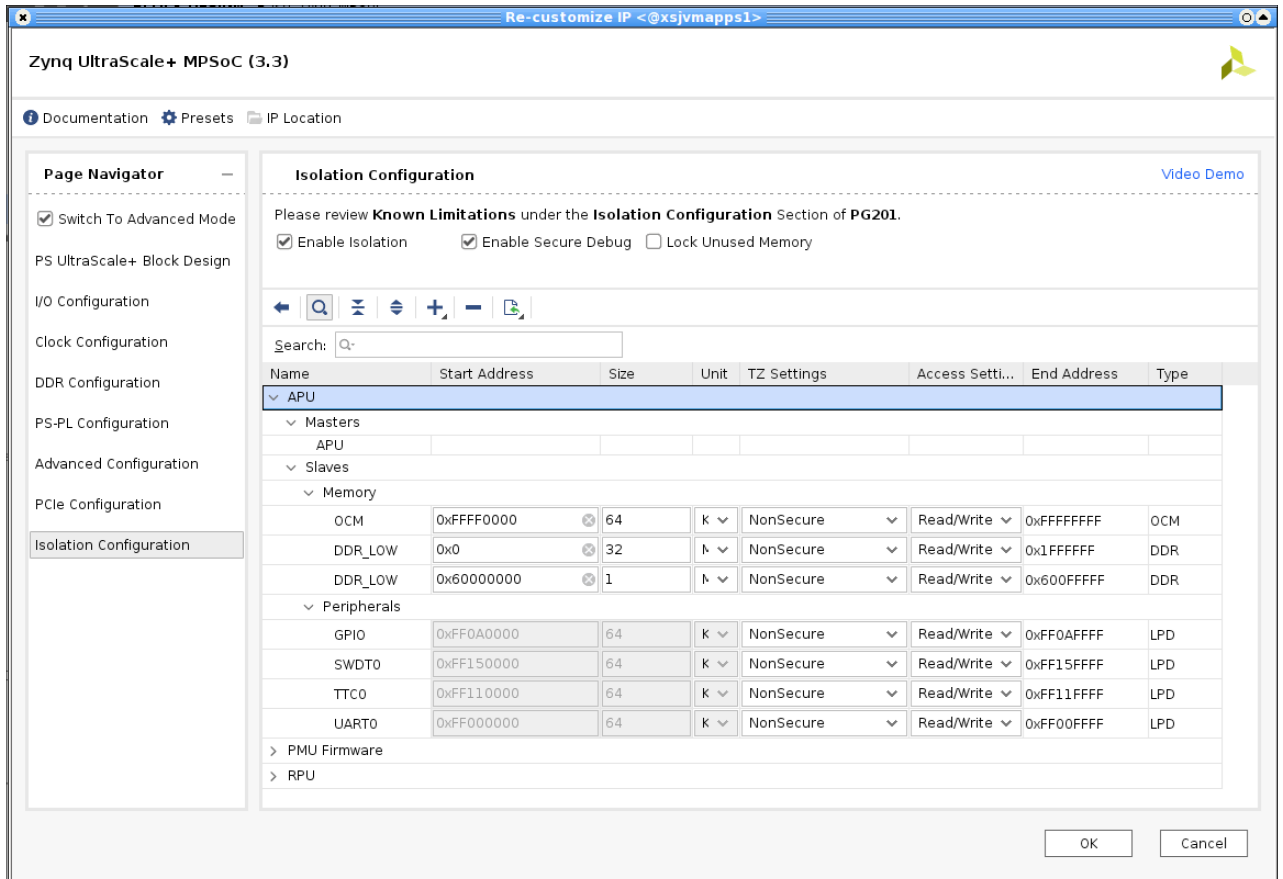 Re-customize IP <@xsjvmapps1>
Zynq UltraScale+ MPSoC (3.3)
Documentation Presets IP Location
Page Navigator
Switch To Advanced Mode
PS UltraScale+ Block Design
I/O Configuration
Clock Configuration
DDR Configuration
PS-PL Configuration
Advanced Configuration
PCIe Configuration
Isolation Configuration
Isolation Configuration Video Demo
Please review Known Limitations under the Isolation Configuration Section of PG201.
Enable Isolation Enable Secure Debug Lock Unused Memory
Search:
Name Start Address Size Unit TZ Settings Access Setti... End Address Type
APU
Masters
APU
Slaves
Memory
OCM 0xFFFF0000 64 K NonSecure Read/Write 0xFFFFFFFF OCM
DDR_LOW 0x0 32 NonSecure Read/Write 0x1FFFFFF DDR
DDR_LOW 0x60000000 1 NonSecure Read/Write 0x600FFFFF DDR
Peripherals
GPIO 0xFF0A0000 64 K NonSecure Read/Write 0xFF0AFFFF LPD
SWDT0 0xFF150000 64 K NonSecure Read/Write 0xFF15FFFF LPD
TTC0 0xFF110000 64 K NonSecure Read/Write 0xFF11FFFF LPD
UART0 0xFF000000 64 K NonSecure Read/Write 0xFF00FFFF LPD
PMU Firmware
RPU
OK Cancel